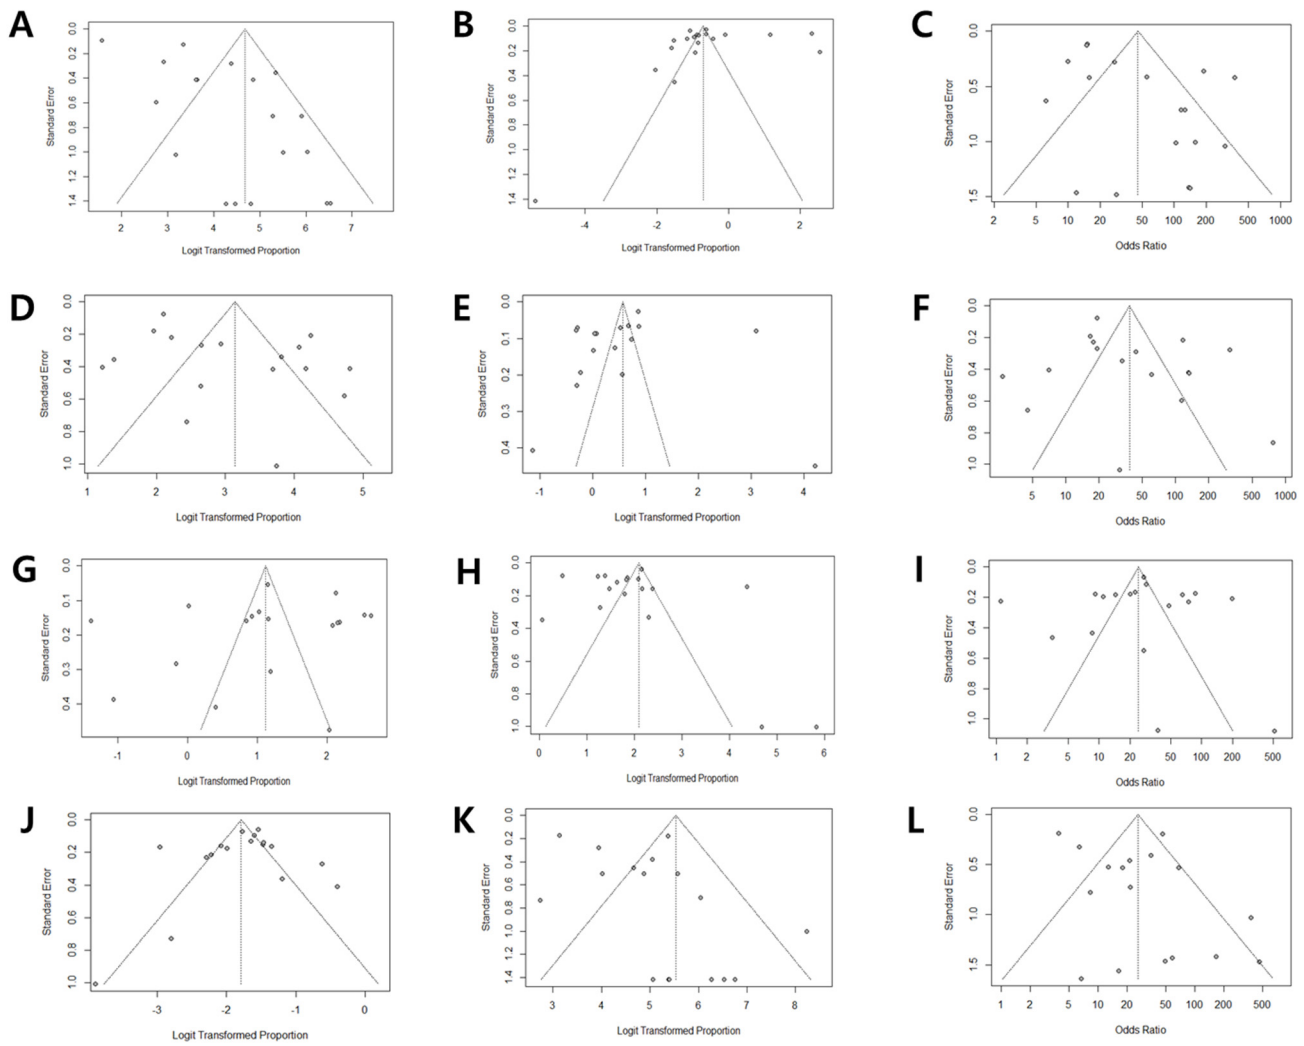 A
Standard Error
0.0
0.2
0.4
0.6
0.8
1.0
1.2
1.4
2 3 4 5 6 7
Logit Transformed Proportion
B
Standard Error
0.0
0.2
0.4
0.6
0.8
1.0
1.2
1.4
-4 -2 0 2
Logit Transformed Proportion
C
Standard Error
0.0
0.5
1.0
1.5
2 5 10 20 50 100 200 500 1000
Odds Ratio
D
Standard Error
0.0
0.2
0.4
0.6
0.8
1.0
1 2 3 4 5
Logit Transformed Proportion
E
Standard Error
0.0
0.1
0.2
0.3
0.4
-1 0 1 2 3 4
Logit Transformed Proportion
F
Standard Error
0.0
0.2
0.4
0.6
0.8
1.0
5 10 20 50 100 200 500 1000
Odds Ratio
G
Standard Error
0.0
0.1
0.2
0.3
0.4
-1 0 1 2
Logit Transformed Proportion
H
Standard Error
0.0
0.2
0.4
0.6
0.8
1.0
0 1 2 3 4 5 6
Logit Transformed Proportion
I
Standard Error
0.0
0.2
0.4
0.6
0.8
1.0
1 2 5 10 20 50 100 200 500
Odds Ratio
J
Standard Error
0.0
0.2
0.4
0.6
0.8
1.0
-3 -2 -1 0
Logit Transformed Proportion
K
Standard Error
0.0
0.2
0.4
0.6
0.8
1.0
1.2
1.4
3 4 5 6 7 8
Logit Transformed Proportion
L
Standard Error
0.0
0.5
1.0
1.5
1 2 5 10 20 50 100 200 500
Odds Ratio